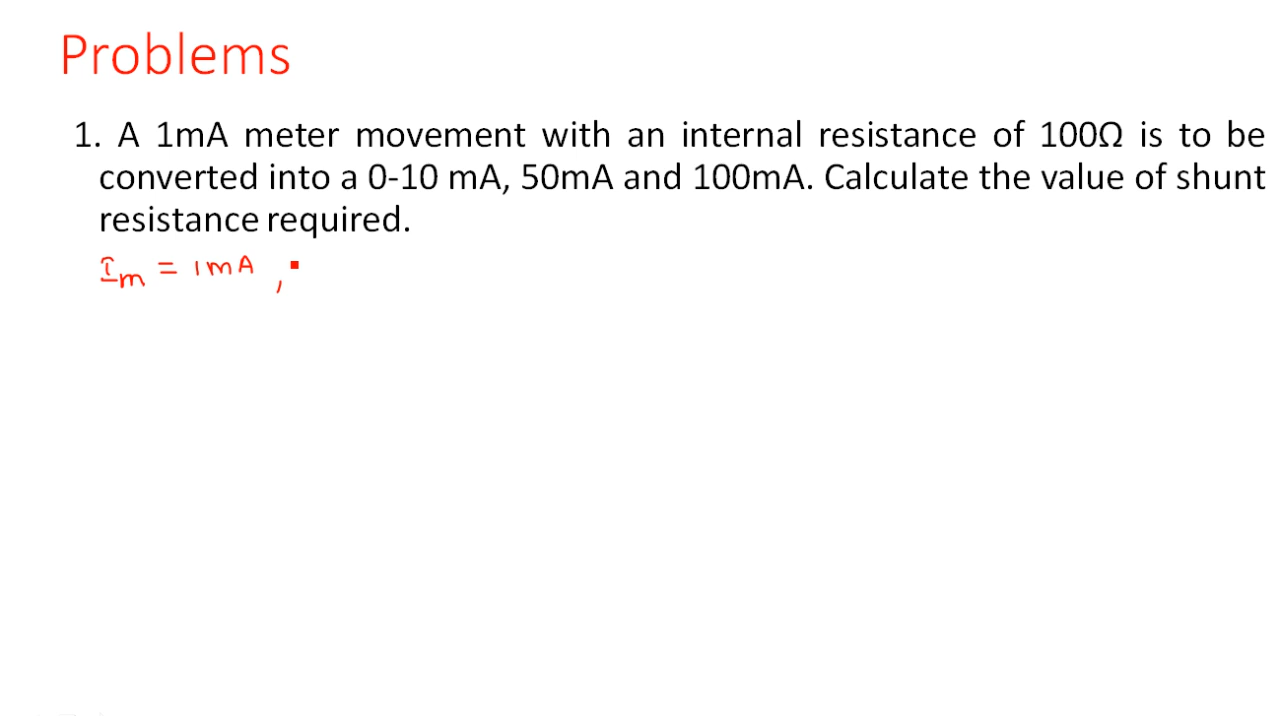 Problems
1. A 1mA meter movement with an internal resistance of 100Ω is to be
converted into a 0-10 mA, 50mA and 100mA. Calculate the value of shunt
resistance required.
Im = 1mA ,